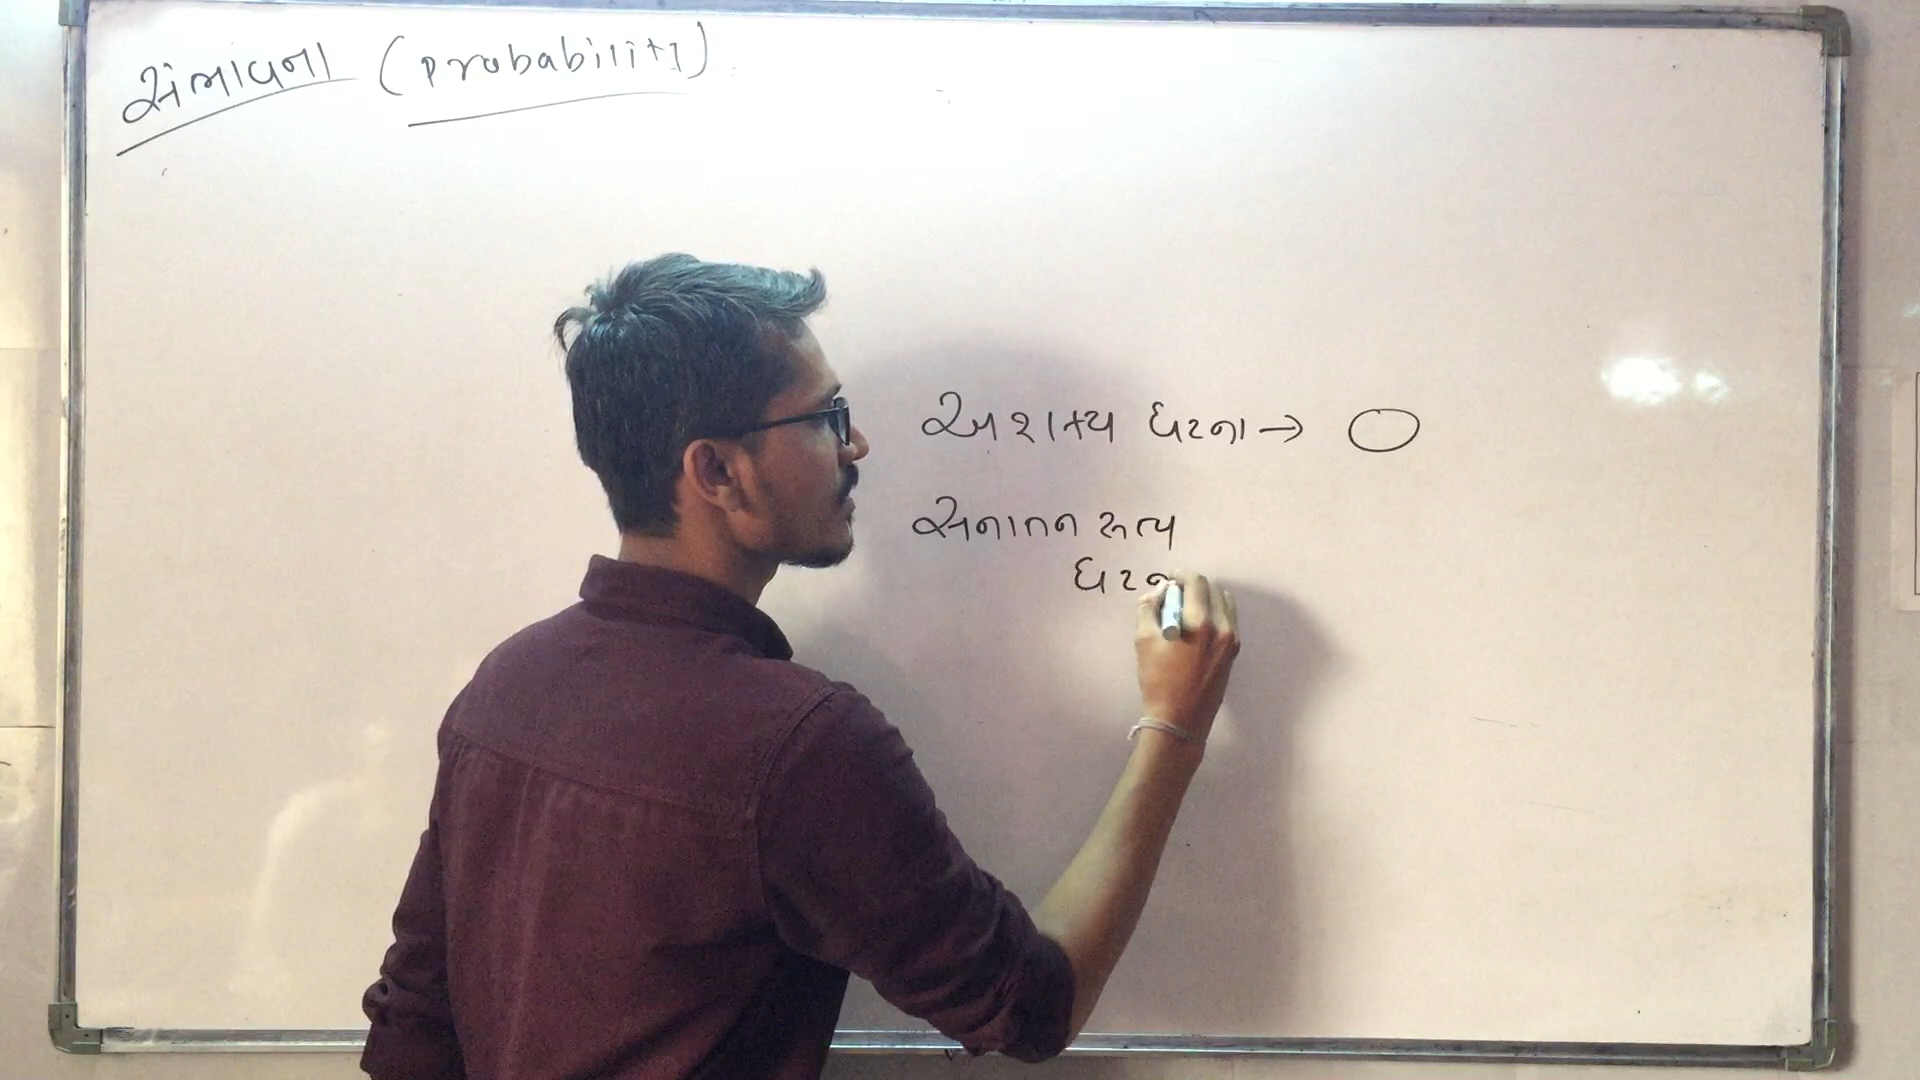 સંભાવના (probability)
અશક્ય ઘટના → 0
સનાતન સત્ય
ઘટન